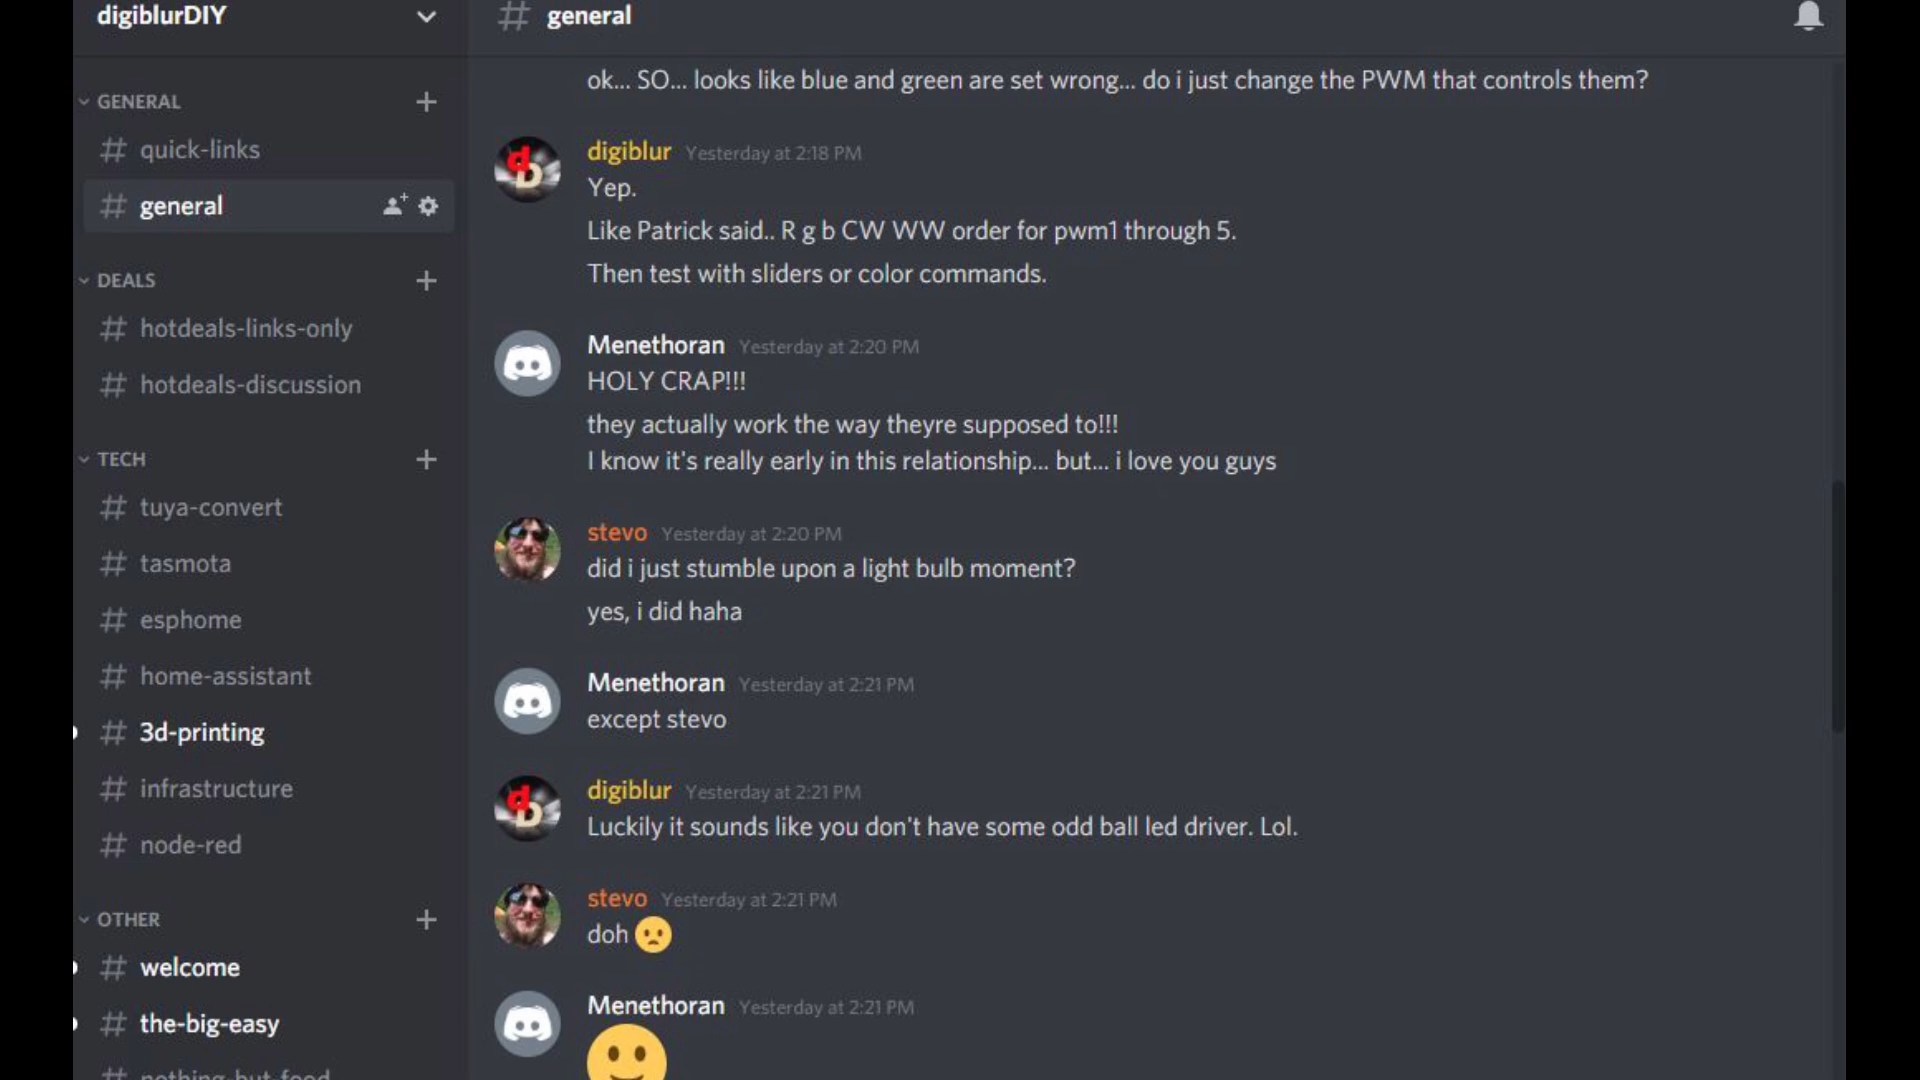 digiblurDIY
GENERAL
quick-links
general
DEALS
hotdeals-links-only
hotdeals-discussion
TECH
tuya-convert
tasmota
esphome
home-assistant
3d-printing
infrastructure
node-red
OTHER
welcome
the-big-easy
nothing-but-food
# general
ok... SO... looks like blue and green are set wrong... do i just change the PWM that controls them?
digiblur Yesterday at 2:18 PM
Yep.
Like Patrick said.. R g b CW WW order for pwm1 through 5.
Then test with sliders or color commands.
Menethoran Yesterday at 2:20 PM
HOLY CRAP!!!
they actually work the way theyre supposed to!!!
I know it's really early in this relationship... but... i love you guys
stevo Yesterday at 2:20 PM
did i just stumble upon a light bulb moment?
yes, i did haha
Menethoran Yesterday at 2:21 PM
except stevo
digiblur Yesterday at 2:21 PM
Luckily it sounds like you don't have some odd ball led driver. Lol.
stevo Yesterday at 2:21 PM
doh
Menethoran Yesterday at 2:21 PM